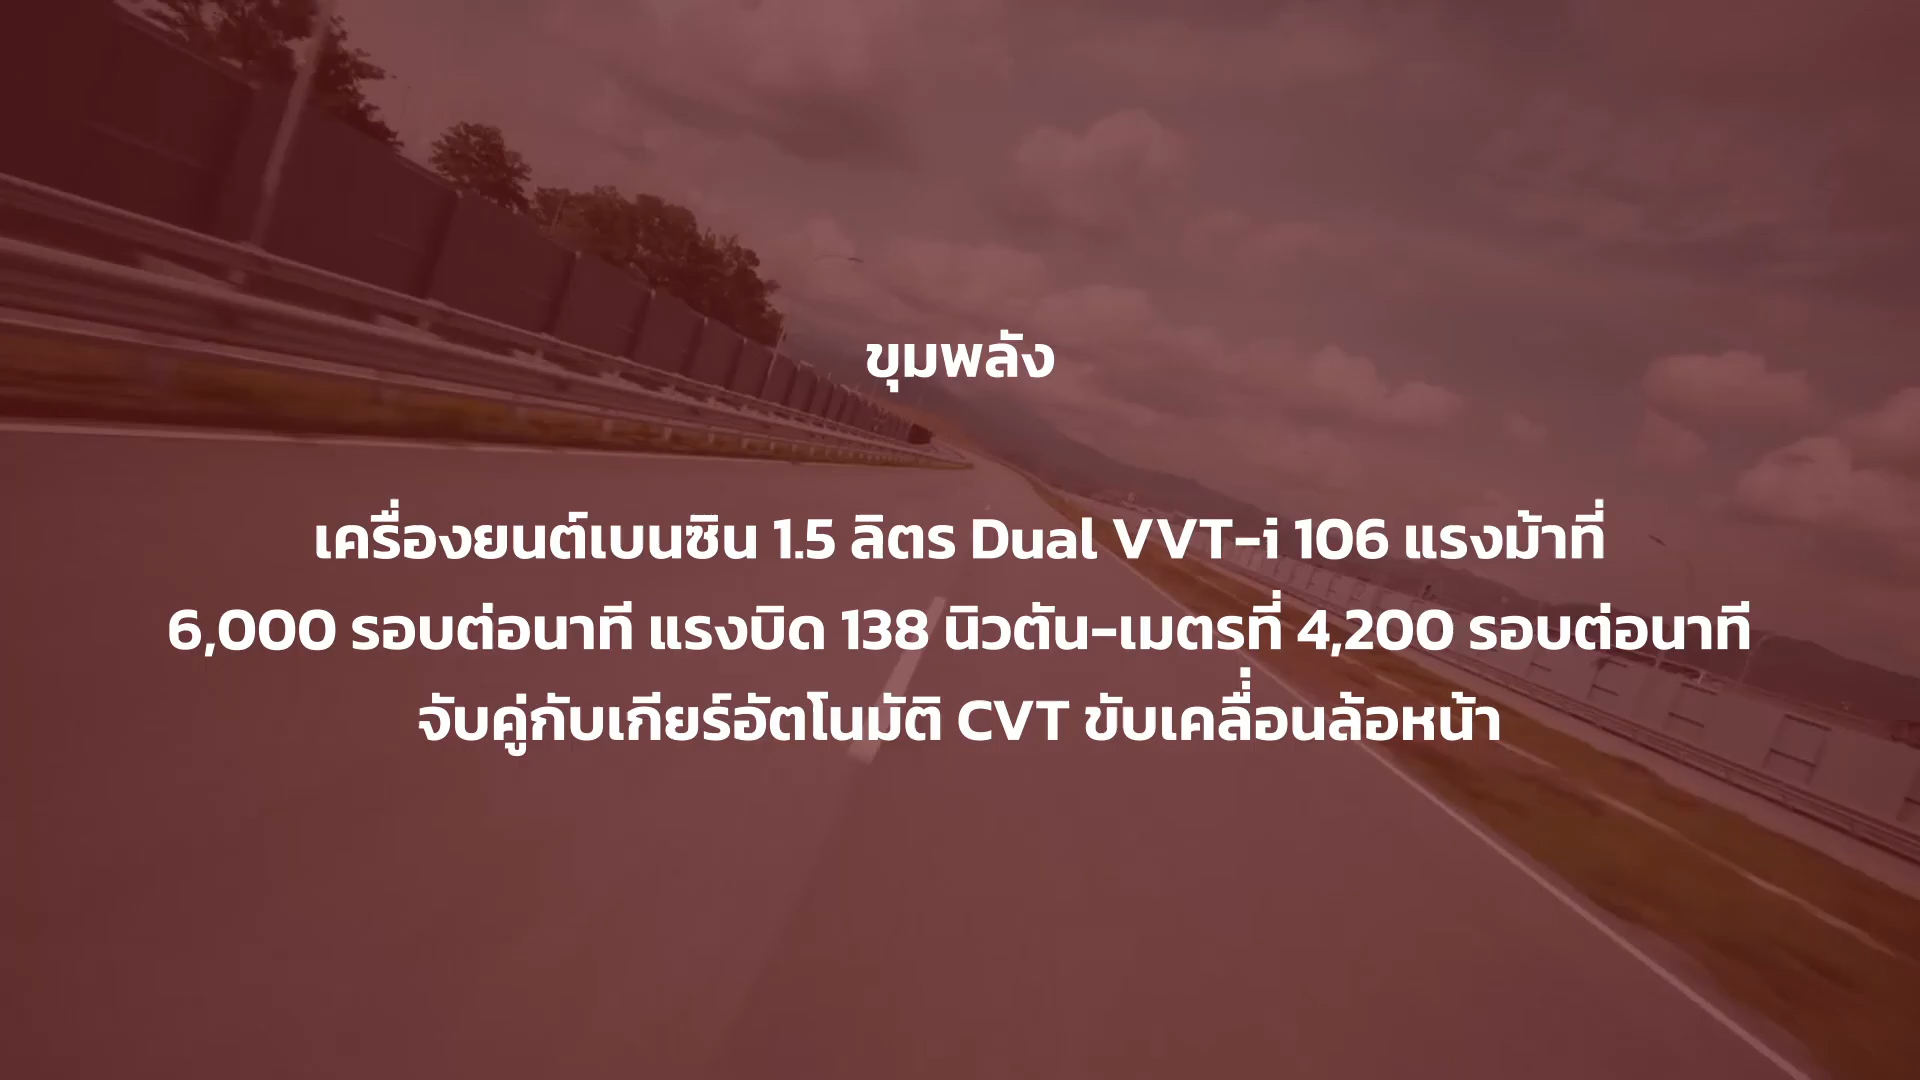 ขุมพลัง
เครื่องยนต์เบนซิน 1.5 ลิตร Dual VVT-i 106 แรงม้าที่
6,000 รอบต่อนาที แรงบิด 138 นิวตัน-เมตรที่ 4,200 รอบต่อนาที
จับคู่กับเกียร์อัตโนมัติ CVT ขับเคลื่่อนล้อหน้า